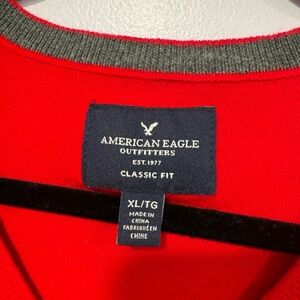 AMERICAN EAGLE
OUTFITTERS
EST. 1977
CLASSIC FIT
XL/TG
MADE IN
CHINA
FABRIQUÉ EN
CHINE